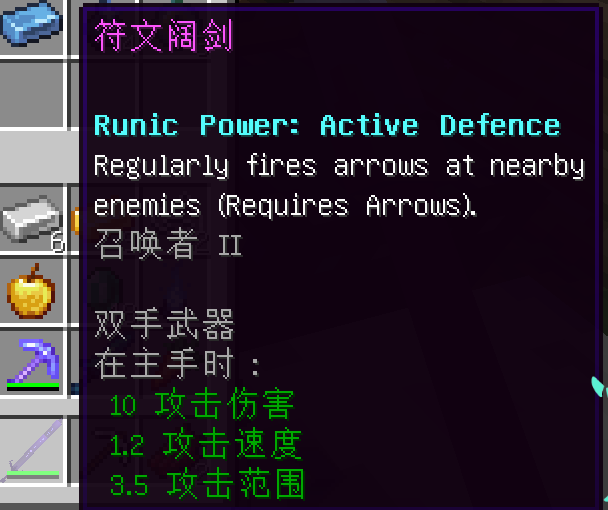 符文阔剑
Runic Power: Active Defence
Regularly fires arrows at nearby
enemies (Requires Arrows).
召唤者 II
双手武器
在主手时：
10 攻击伤害
1.2 攻击速度
3.5 攻击范围
6